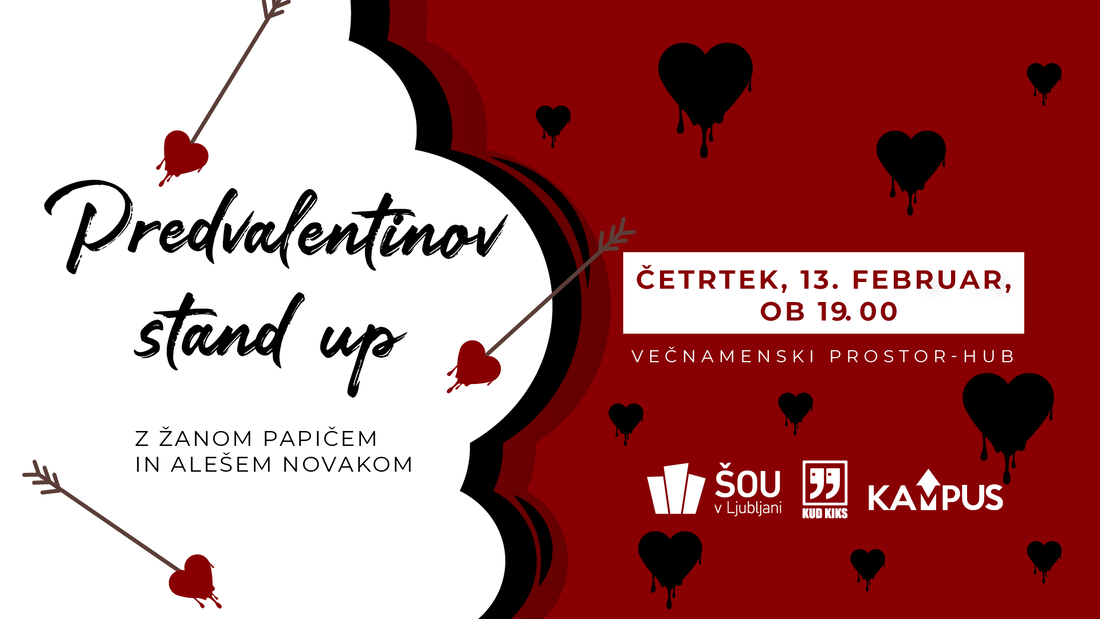 Predvalentinov
stand up
Z ŽANOM PAPIČEM
IN ALEŠEM NOVAKOM
ČETRTEK, 13. FEBRUAR,
OB 19.00
VEČNAMENSKI PROSTOR-HUB
ŠOU
v Ljubljani
KUD KIKS
KAMPUS